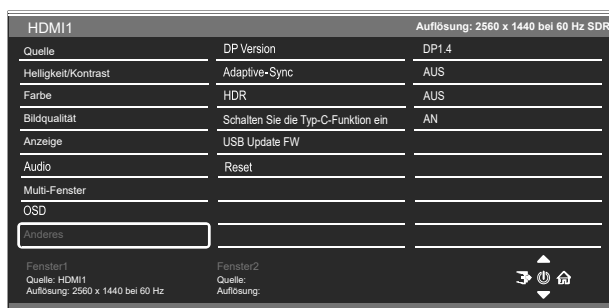 HDMI1 Auflösung: 2560 x 1440 bei 60 Hz SDR
Quelle DP Version DP1.4
Helligkeit/Kontrast Adaptive-Sync AUS
Farbe HDR AUS
Bildqualität Schalten Sie die Typ-C-Funktion ein AN
Anzeige USB Update FW
Audio Reset
Multi-Fenster
OSD
Anderes
Fenster1 Fenster2
Quelle: HDMI1 Quelle:
Auflösung: 2560 x 1440 bei 60 Hz Auflösung: